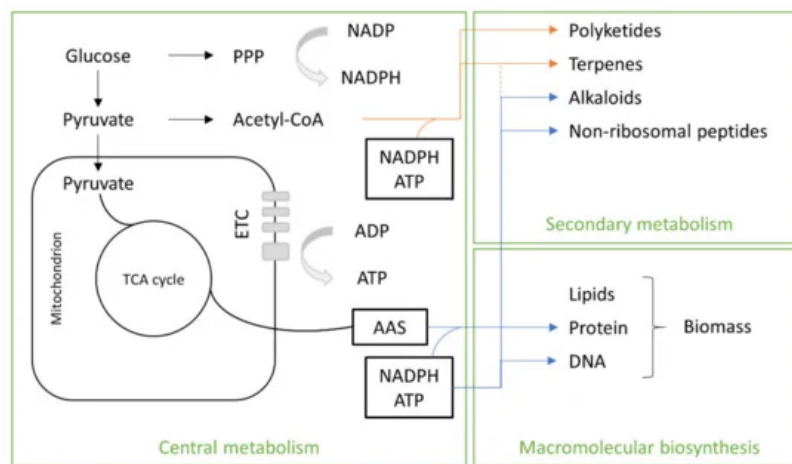 Glucose
PPP
NADP
NADPH
Pyruvate
Acetyl-CoA
NADPH
ATP
Pyruvate
Mitochondrion
TCA cycle
ETC
ADP
ATP
AAS
NADPH
ATP
Central metabolism
Polyketides
Terpenes
Alkaloids
Non-ribosomal peptides
Secondary metabolism
Lipids
Protein
DNA
Biomass
Macromolecular biosynthesis